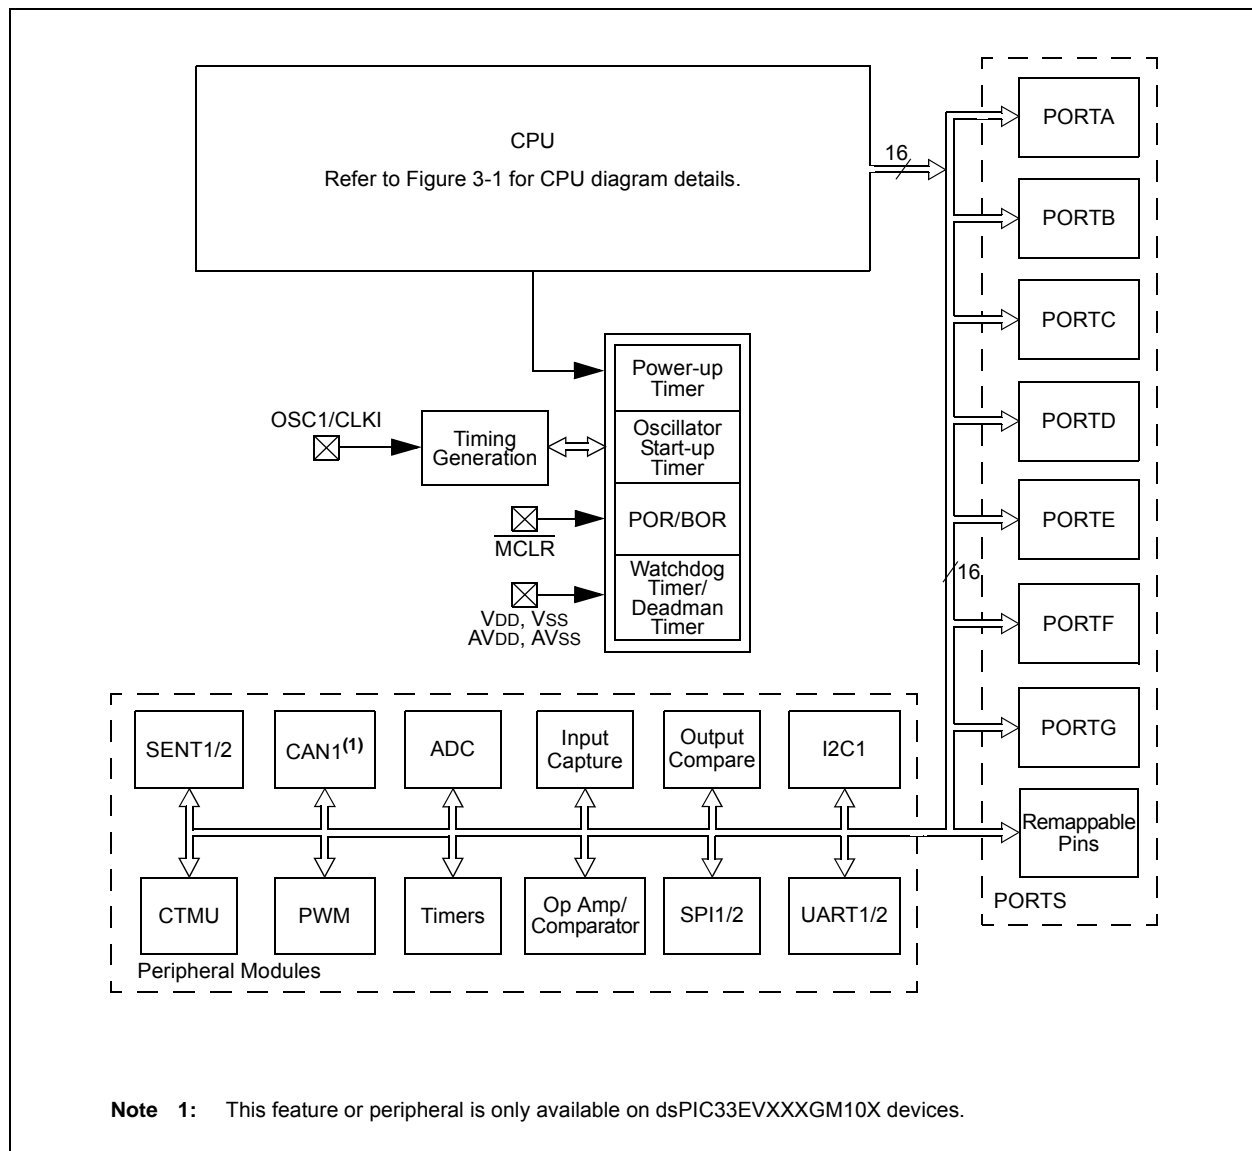 CPU
Refer to Figure 3-1 for CPU diagram details.
16
PORTA
PORTB
PORTC
PORTD
PORTE
16
PORTF
PORTG
Remappable
Pins
PORTS
Power-up
Timer
OSC1/CLKI
Timing
Generation
Oscillator
Start-up
Timer
POR/BOR
MCLR
Watchdog
Timer/
Deadman
Timer
VDD, VSS
AVDD, AVSS
SENT1/2
CAN1(1)
ADC
Input
Capture
Output
Compare
I2C1
CTMU
PWM
Timers
Op Amp/
Comparator
SPI1/2
UART1/2
Peripheral Modules
Note 1: This feature or peripheral is only available on dsPIC33EVXXXGM10X devices.